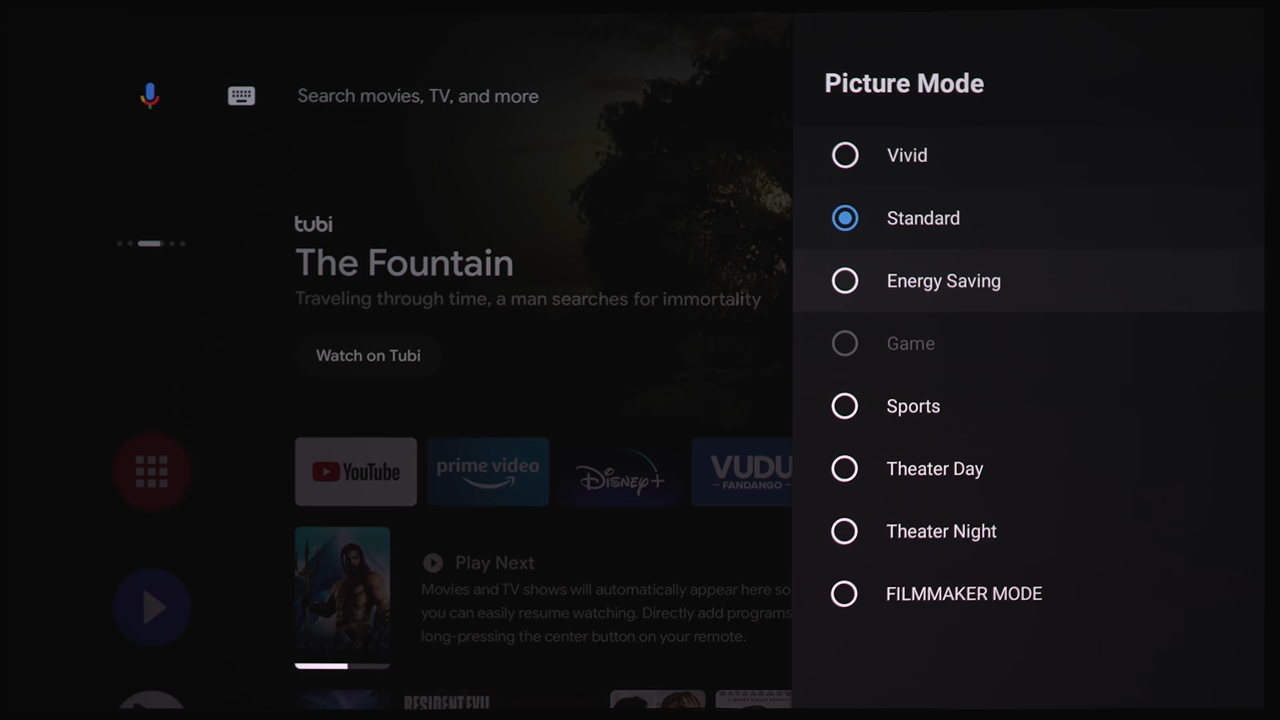 Search movies, TV, and more
tubi
The Fountain
Traveling through time, a man searches for immortality
Watch on Tubi
YouTube
prime video
Disney+
VUDU
FANDANGO
Play Next
Movies and TV shows will automatically appear here so
you can easily resume watching. Directly add programs
long-pressing the center button on your remote.
RESIDENT EVIL
Picture Mode
Vivid
Standard
Energy Saving
Game
Sports
Theater Day
Theater Night
FILMMAKER MODE